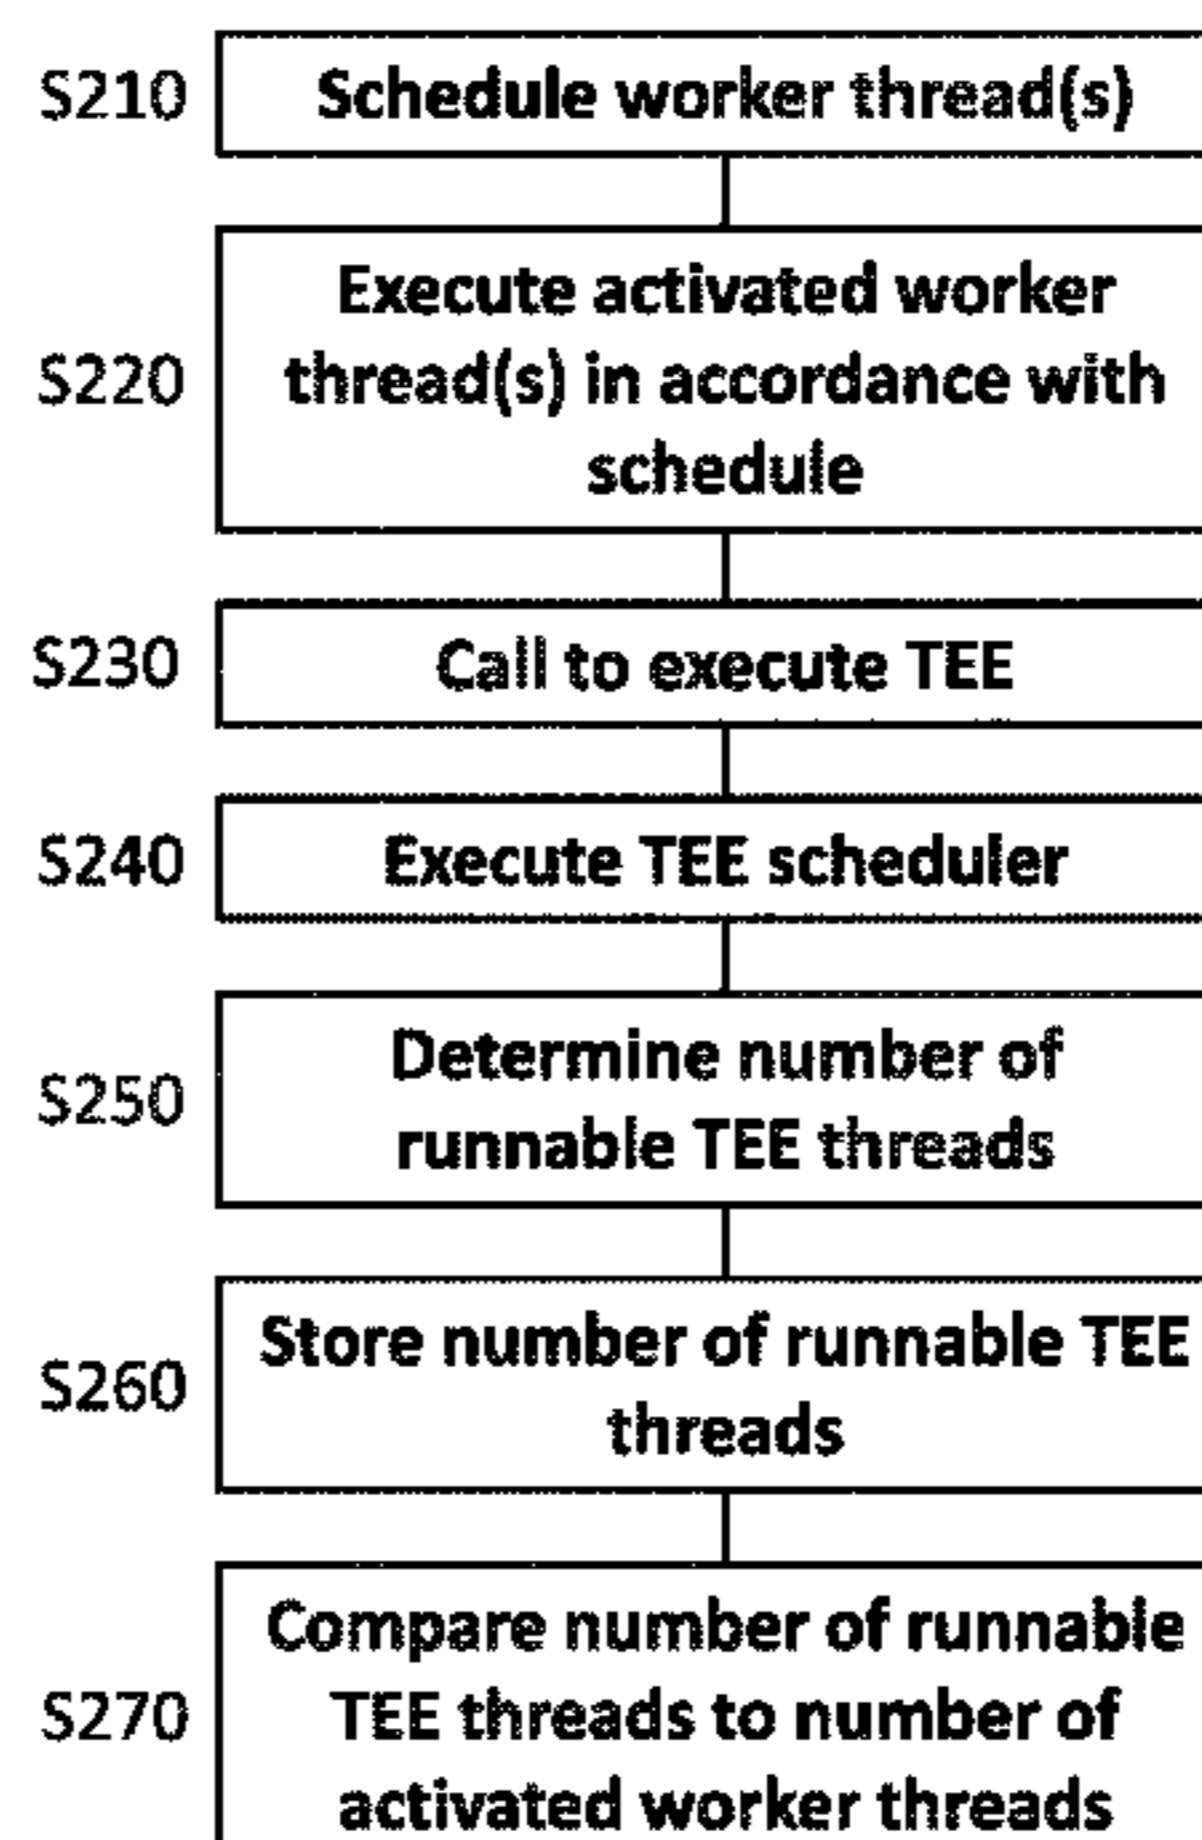 S210 Schedule worker thread(s)
Execute activated worker
S220 thread(s) in accordance with
schedule
S230 Call to execute TEE
S240 Execute TEE scheduler
Determine number of
S250
runnable TEE threads
Store number of runnable TEE
S260
threads
Compare number of runnable
S270 TEE threads to number of
activated worker threads